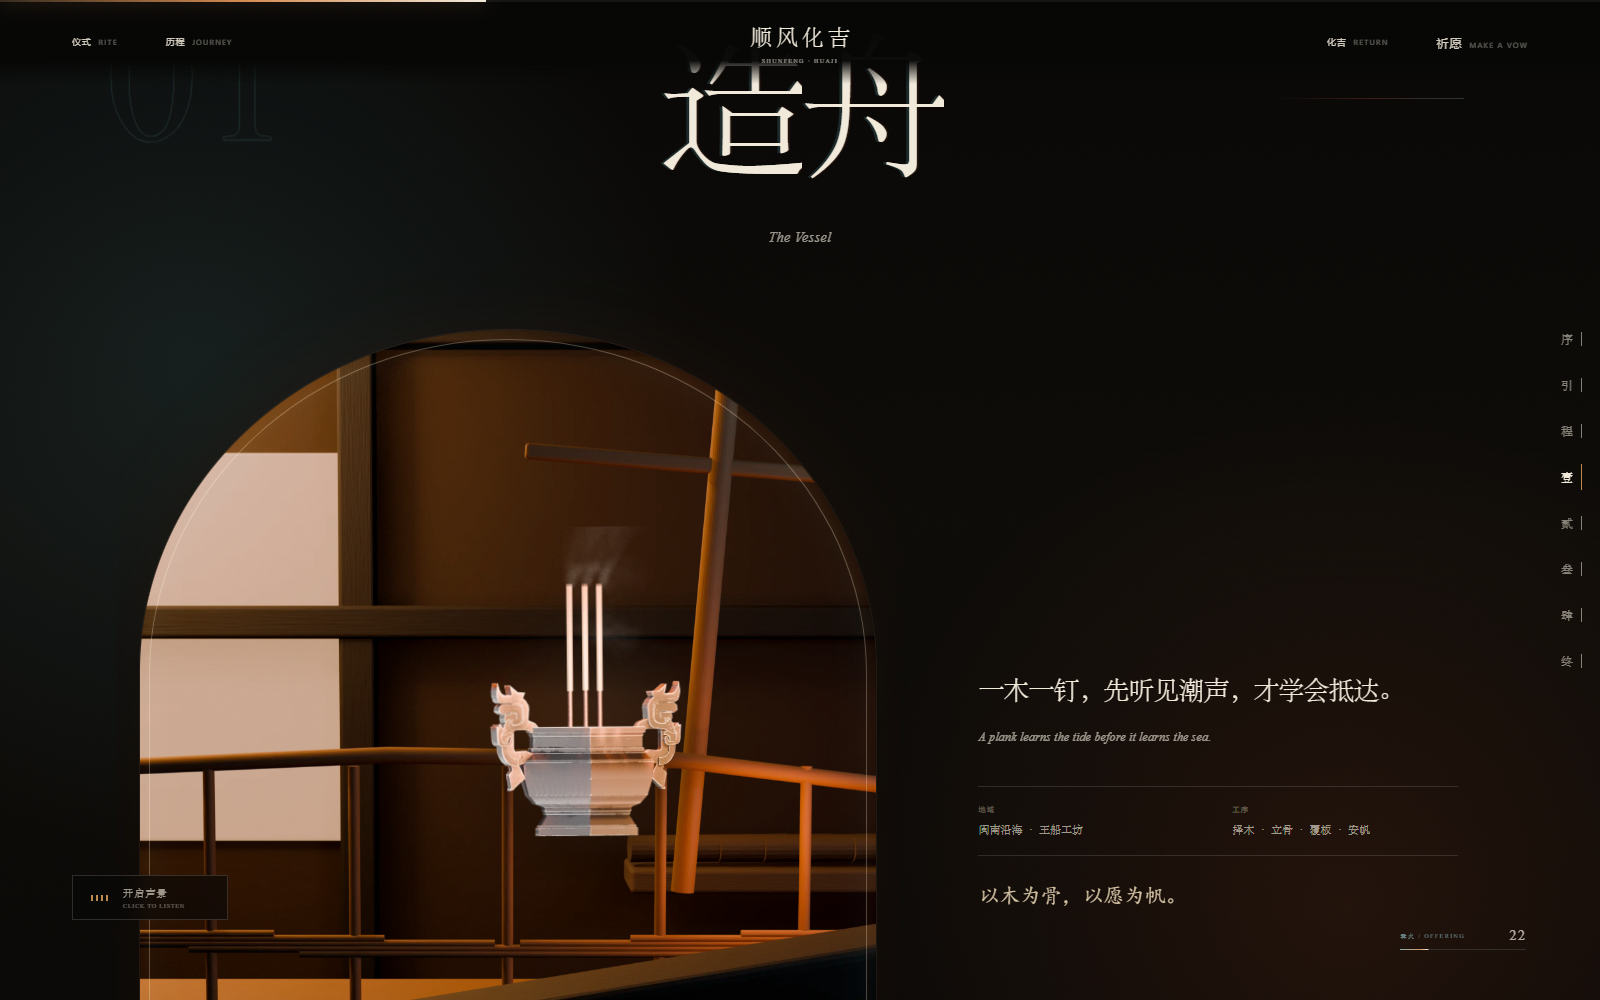 仪式 RITE
历程 JOURNEY
顺风化吉
SHUNFENG · HUAJI
化吉 RETURN
祈愿 MAKE A VOW
01
造舟
The Vessel
序
引
程
壹
贰
叁
肆
终
一木一钉，先听见潮声，才学会抵达。
A plank learns the tide before it learns the sea.
地域
闽南沿海 · 王船工坊
工序
择木 · 立骨 · 覆板 · 安帆
以木为骨，以愿为帆。
开启声景
CLICK TO LISTEN
/ OFFERING
22